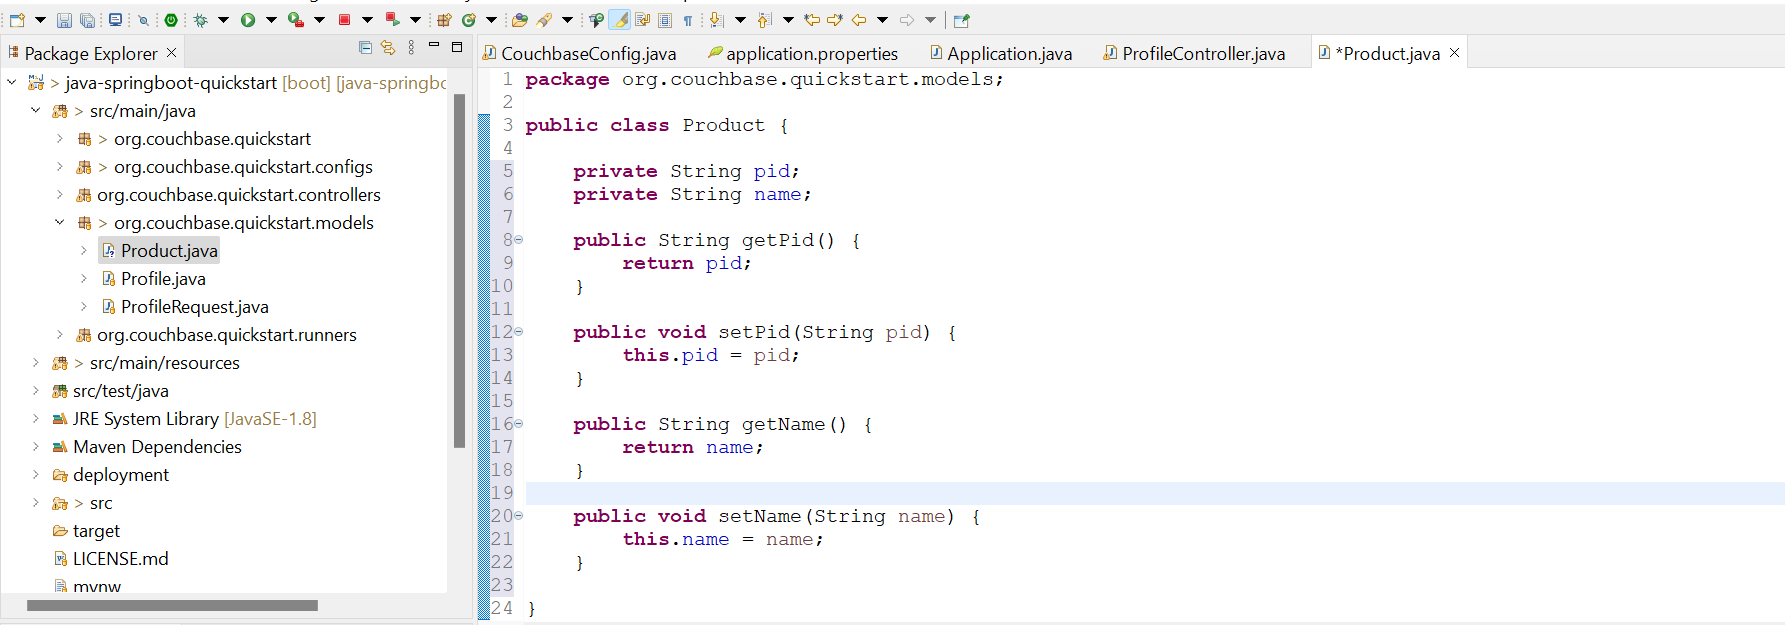 Package Explorer
java-springboot-quickstart [boot] [java-springbo
src/main/java
org.couchbase.quickstart
org.couchbase.quickstart.configs
org.couchbase.quickstart.controllers
org.couchbase.quickstart.models
Product.java
Profile.java
ProfileRequest.java
org.couchbase.quickstart.runners
src/main/resources
src/test/java
JRE System Library [JavaSE-1.8]
Maven Dependencies
deployment
src
target
LICENSE.md
mvnw
CouchbaseConfig.java application.properties Application.java ProfileController.java *Product.java
1 package org.couchbase.quickstart.models;
2
3 public class Product {
4
5 private String pid;
6 private String name;
7
8 public String getPid() {
9 return pid;
10 }
11
12 public void setPid(String pid) {
13 this.pid = pid;
14 }
15
16 public String getName() {
17 return name;
18 }
19
20 public void setName(String name) {
21 this.name = name;
22 }
23
24 }